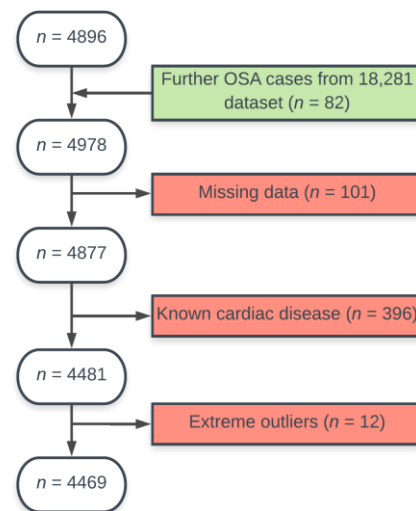 n = 4896
Further OSA cases from 18,281
dataset (n = 82)
n = 4978
Missing data (n = 101)
n = 4877
Known cardiac disease (n = 396)
n = 4481
Extreme outliers (n = 12)
n = 4469